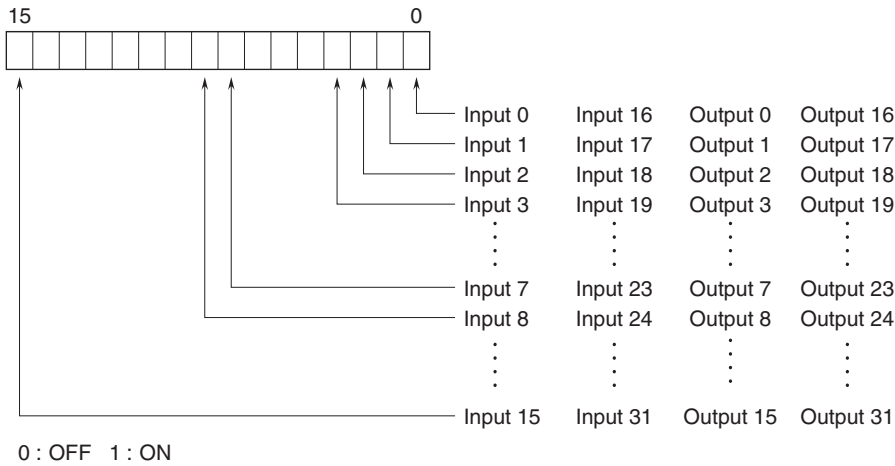 15 0
Input 0 Input 16 Output 0 Output 16
Input 1 Input 17 Output 1 Output 17
Input 2 Input 18 Output 2 Output 18
Input 3 Input 19 Output 3 Output 19
Input 7 Input 23 Output 7 Output 23
Input 8 Input 24 Output 8 Output 24
Input 15 Input 31 Output 15 Output 31
0 : OFF 1 : ON